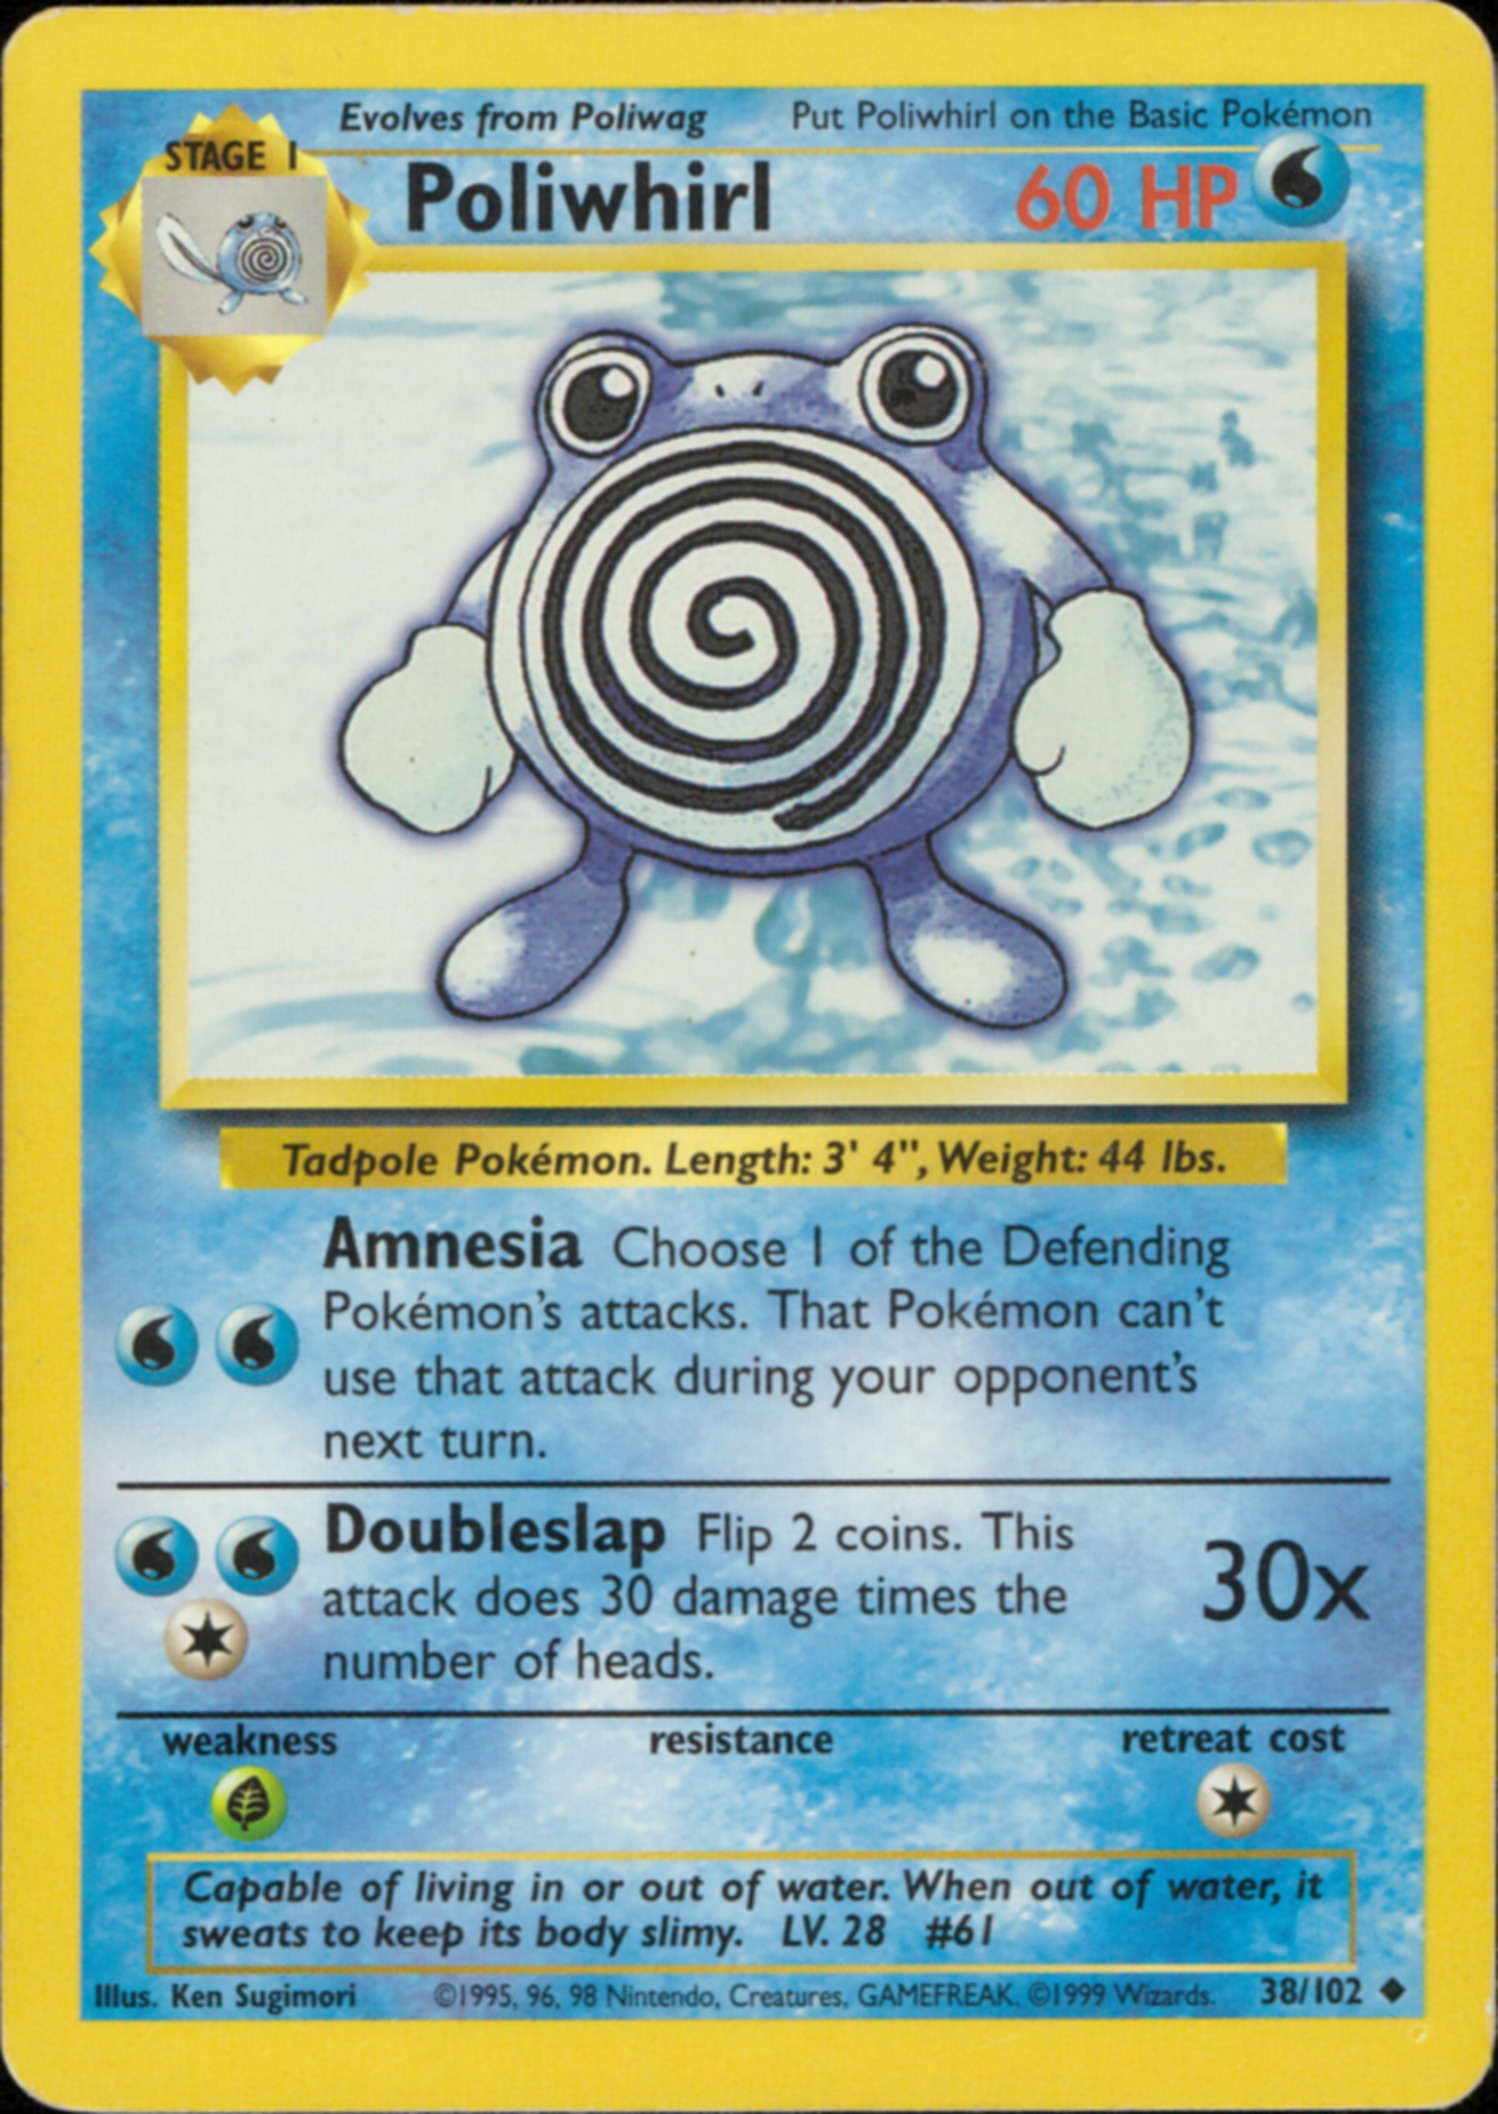 Evolves from Poliwag Put Poliwhirl on the Basic Pokémon
STAGE 1
Poliwhirl 60 HP
Tadpole Pokémon. Length: 3' 4", Weight: 44 lbs.
Amnesia Choose 1 of the Defending
Pokémon's attacks. That Pokémon can't
use that attack during your opponent's
next turn.
Doubleslap Flip 2 coins. This
attack does 30 damage times the
number of heads.
30x
weakness resistance retreat cost
Capable of living in or out of water. When out of water, it
sweats to keep its body slimy. LV. 28 #61
Illus. Ken Sugimori ©1995, 96, 98 Nintendo, Creatures, GAMEFREAK. ©1999 Wizards. 38/102